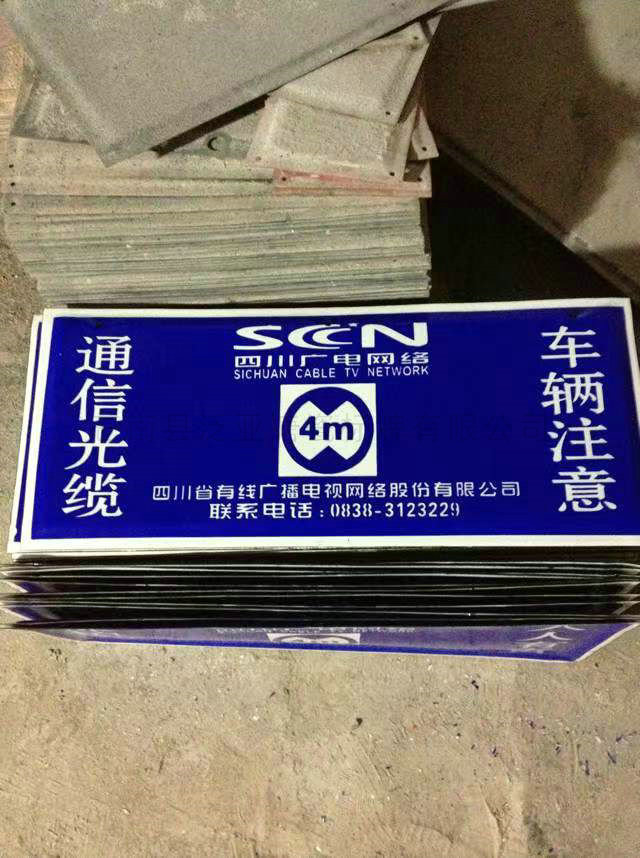 通信光缆
SCN
四川广电网络
SICHUAN CABLE TV NETWORK
4m
四川省有线广播电视网络股份有限公司
联系电话:0838-3123229
车辆注意